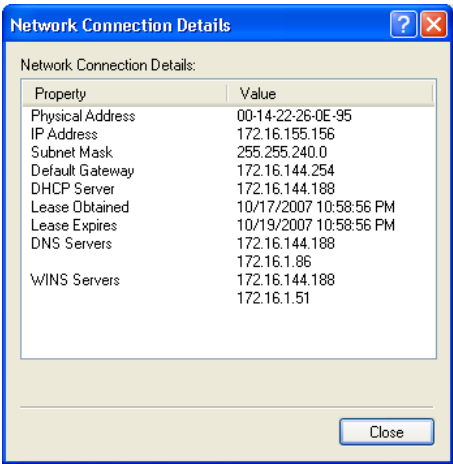 Network Connection Details
Network Connection Details:
Property Value
Physical Address 00-14-22-26-0E-95
IP Address 172.16.155.156
Subnet Mask 255.255.240.0
Default Gateway 172.16.144.254
DHCP Server 172.16.144.188
Lease Obtained 10/17/2007 10:58:56 PM
Lease Expires 10/19/2007 10:58:56 PM
DNS Servers 172.16.144.188
172.16.1.86
WINS Servers 172.16.144.188
172.16.1.51
Close